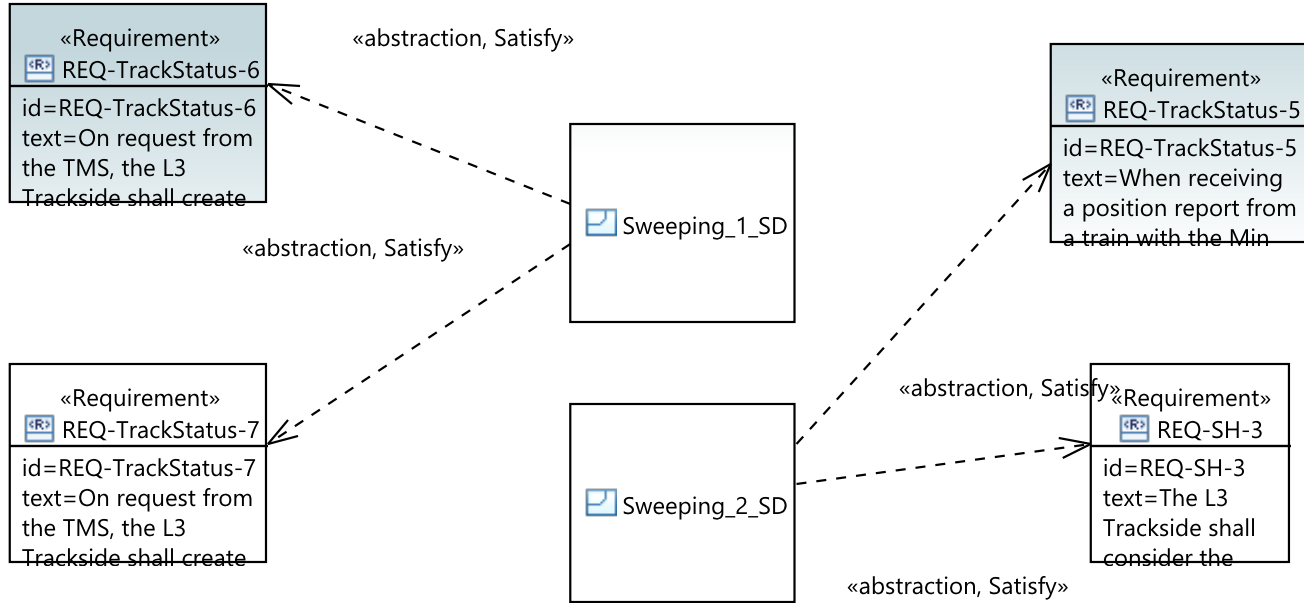 «Requirement»
<R> REQ-TrackStatus-6
id=REQ-TrackStatus-6
text=On request from
the TMS, the L3
Trackside shall create
«abstraction, Satisfy»
«abstraction, Satisfy»
Sweeping_1_SD
«Requirement»
<R> REQ-TrackStatus-5
id=REQ-TrackStatus-5
text=When receiving
a position report from
a train with the Min
«Requirement»
<R> REQ-TrackStatus-7
id=REQ-TrackStatus-7
text=On request from
the TMS, the L3
Trackside shall create
Sweeping_2_SD
«abstraction, Satisfy»
«Requirement»
<R> REQ-SH-3
id=REQ-SH-3
text=The L3
Trackside shall
consider the
«abstraction, Satisfy»